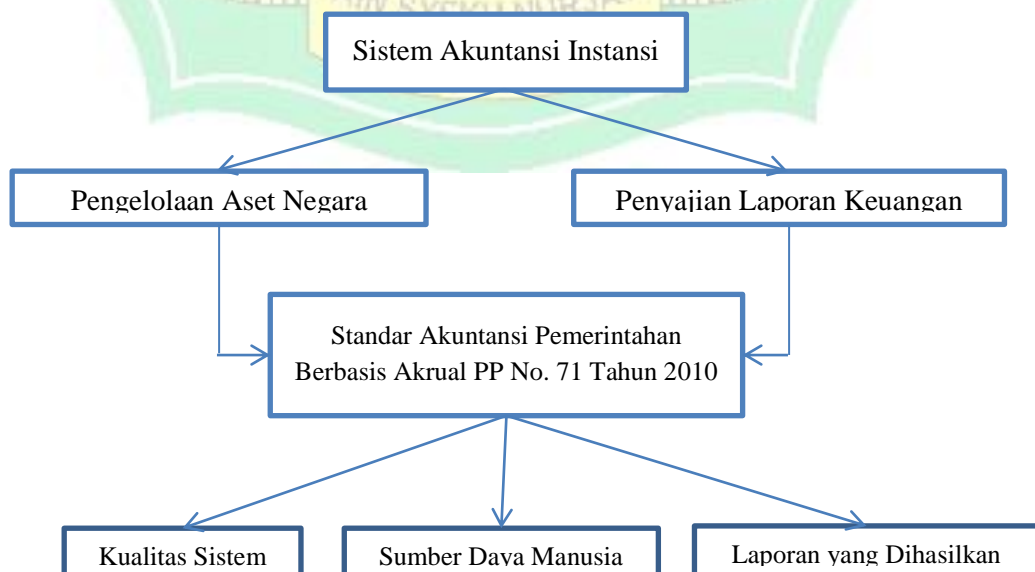 Sistem Akuntansi Instansi
Pengelolaan Aset Negara
Penyajian Laporan Keuangan
Standar Akuntansi Pemerintahan
Berbasis Akrual PP No. 71 Tahun 2010
Kualitas Sistem
Sumber Daya Manusia
Laporan yang Dihasilkan